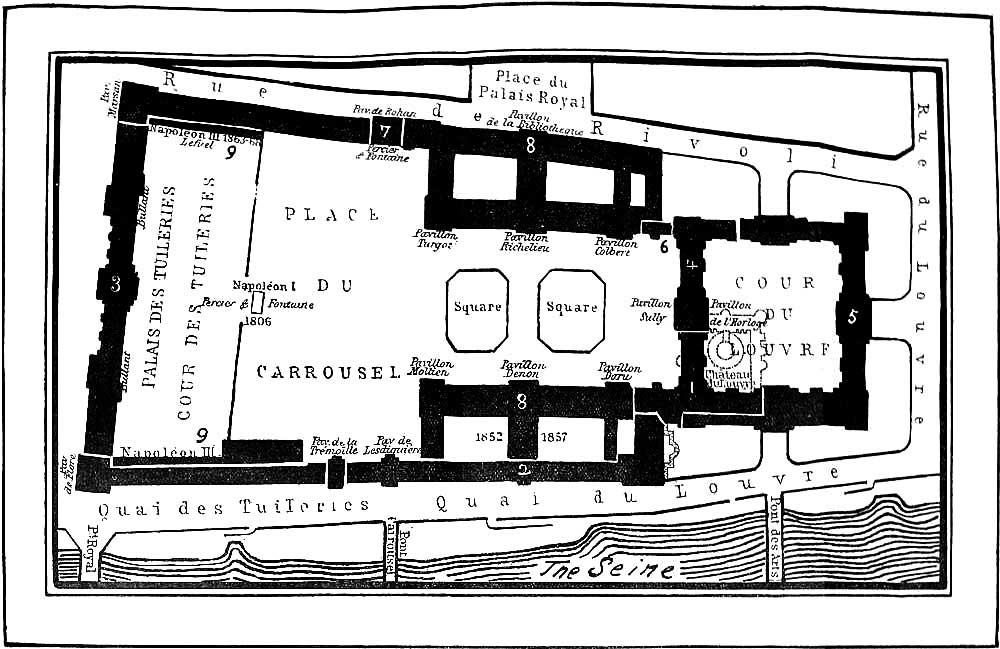 Rue de Rivoli
Place du
Palais Royal
Rue du Louvre
Pav.
Marsan
Napoléon III 1863-68
Lefuel
9
Pav. de Rohan
7
Percier
& Fontaine
Pavillon
de la Bibliotheque
8
Bullant
PALAIS DES TUILERIES
COUR DES TUILERIES
3
Bullant
PLACE
DU
CARROUSEL
Napoléon I
Percier & Fontaine
1806
Pavillon
Turgot
Pavillon
Richelieu
Pavillon
Colbert
6
4
Square
Square
Pavillon
Sully
Pavillon
de l'Horloge
COUR
DU
LOUVRE
5
Château
du Louvre
Pavillon
Mollien
Pavillon
Denon
Pavillon
Daru
8
1852
1857
9
Napoléon III.
Pav. de la
Trémoille
Pav. de
Lesdiguières
2
Pav.
de Flore
Quai des Tuileries
Quai du Louvre
Pt. Royal
Pont
Carrousel
Pont des Arts
The Seine